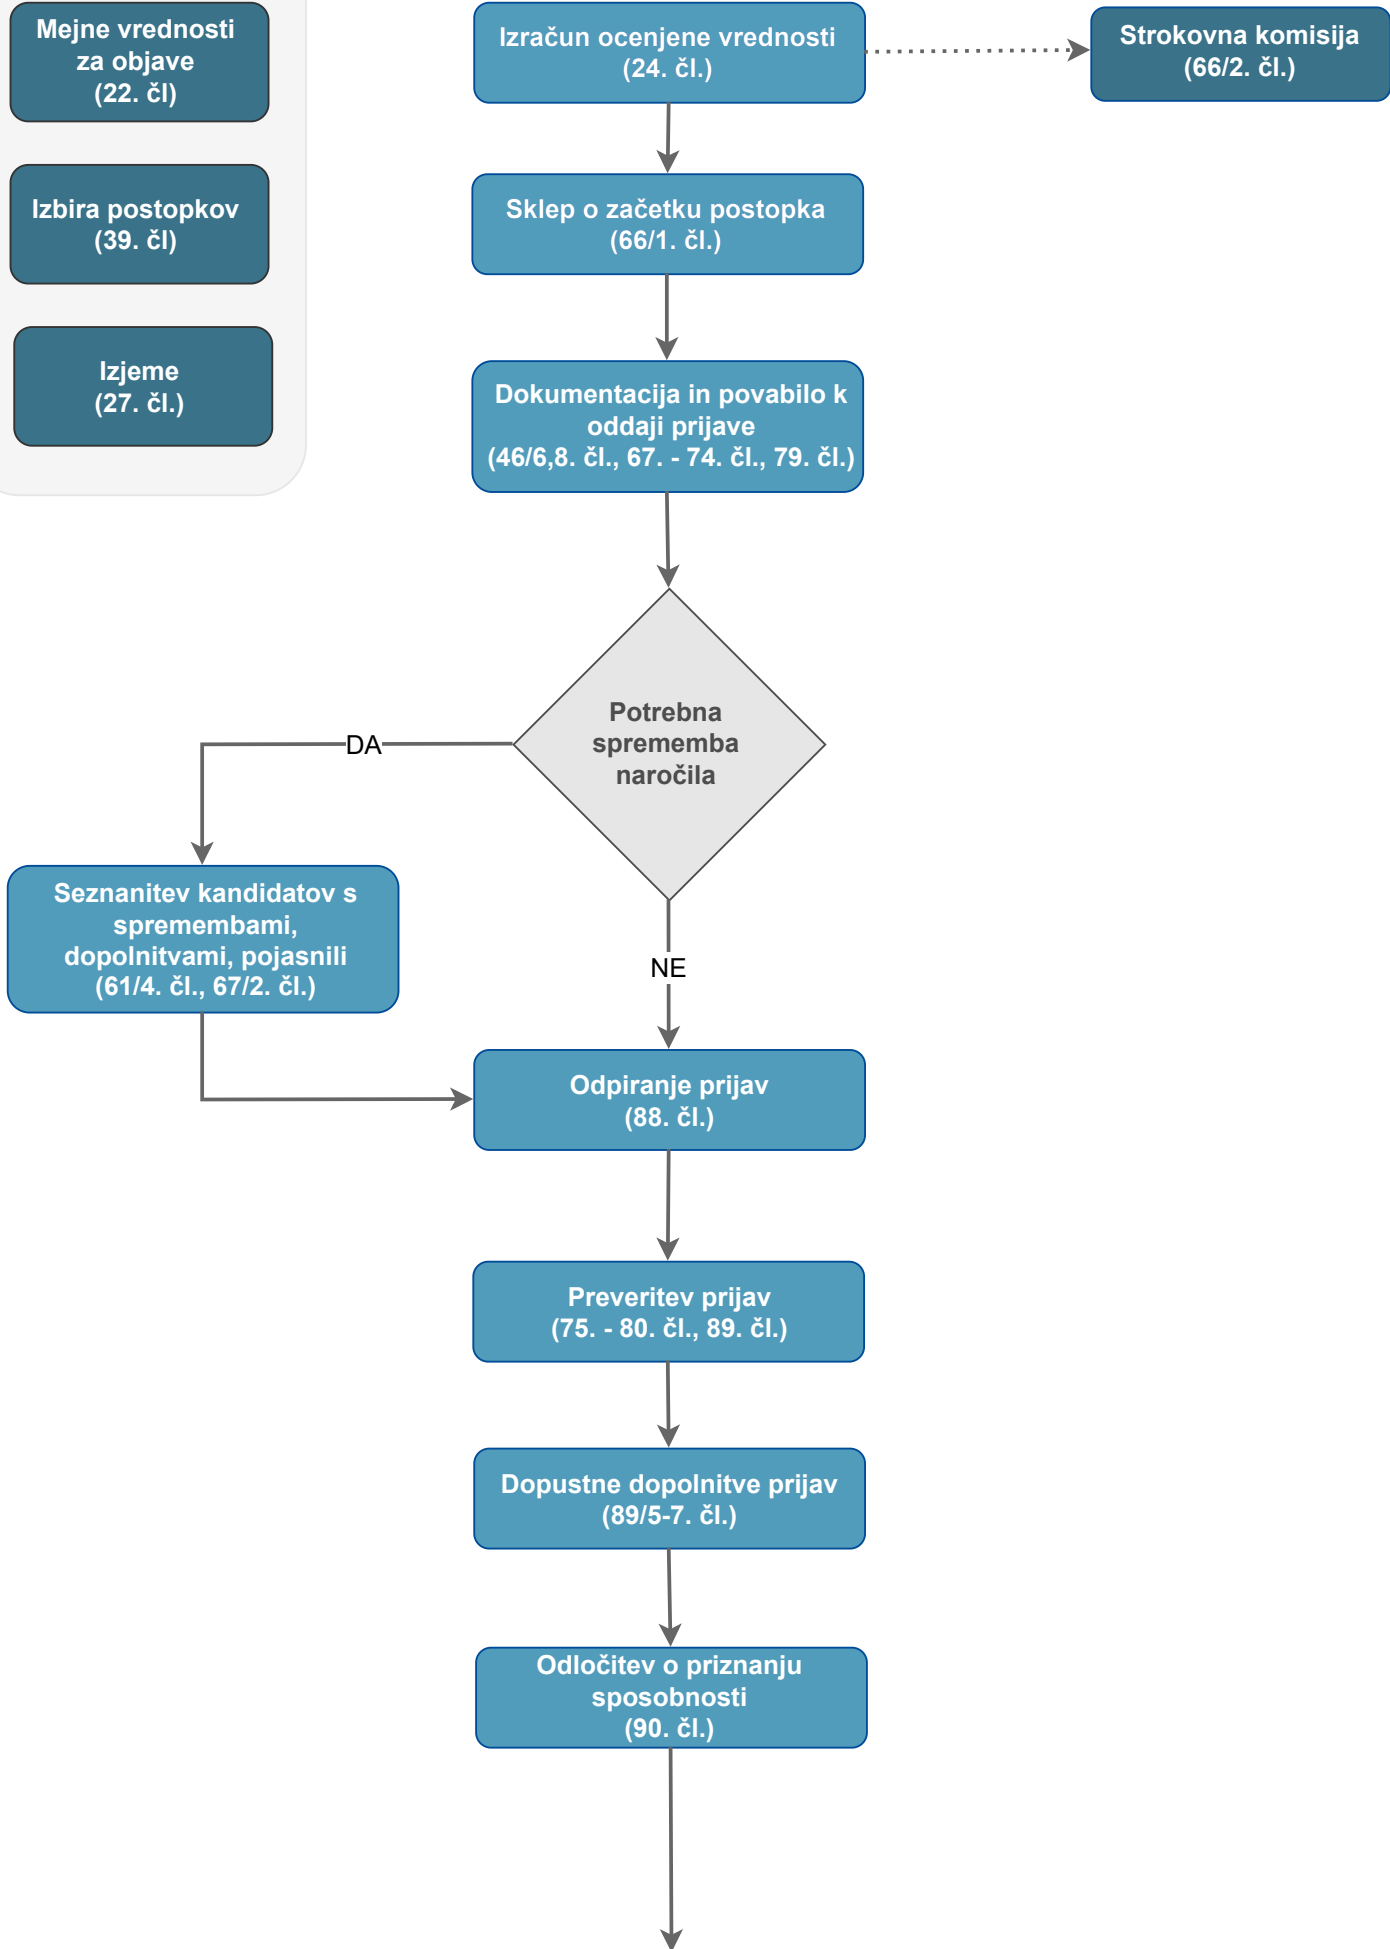 Mejne vrednosti
za objave
(22. čl)
Izbira postopkov
(39. čl)
Izjeme
(27. čl.)
Izračun ocenjene vrednosti
(24. čl.)
Strokovna komisija
(66/2. čl.)
Sklep o začetku postopka
(66/1. čl.)
Dokumentacija in povabilo k
oddaji prijave
(46/6,8. čl., 67. - 74. čl., 79. čl.)
Potrebna
sprememba
naročila
DA
Seznanitev kandidatov s
spremembami,
dopolnitvami, pojasnili
(61/4. čl., 67/2. čl.)
NE
Odpiranje prijav
(88. čl.)
Preveritev prijav
(75. - 80. čl., 89. čl.)
Dopustne dopolnitve prijav
(89/5-7. čl.)
Odločitev o priznanju
sposobnosti
(90. čl.)